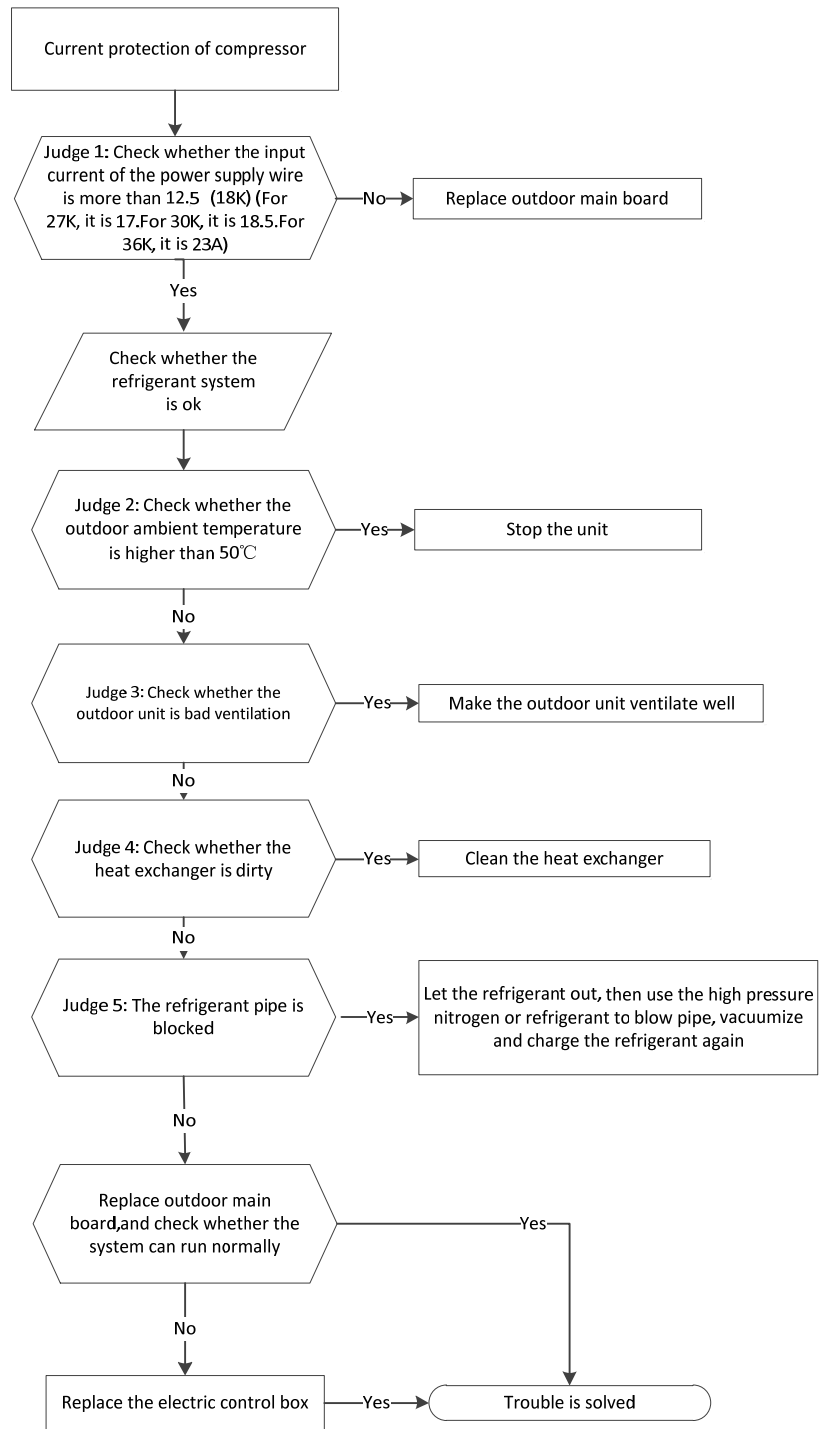 Current protection of compressor
Judge 1: Check whether the input
current of the power supply wire
is more than 12.5 (18K) (For
27K, it is 17.For 30K, it is 18.5.For
36K, it is 23A)
No
Replace outdoor main board
Yes
Check whether the
refrigerant system
is ok
Judge 2: Check whether the
outdoor ambient temperature
is higher than 50℃
Yes
Stop the unit
No
Judge 3: Check whether the
outdoor unit is bad ventilation
Yes
Make the outdoor unit ventilate well
No
Judge 4: Check whether the
heat exchanger is dirty
Yes
Clean the heat exchanger
No
Judge 5: The refrigerant pipe is
blocked
Yes
Let the refrigerant out, then use the high pressure
nitrogen or refrigerant to blow pipe, vacuumize
and charge the refrigerant again
No
Replace outdoor main
board,and check whether the
system can run normally
Yes
No
Replace the electric control box
Yes
Trouble is solved